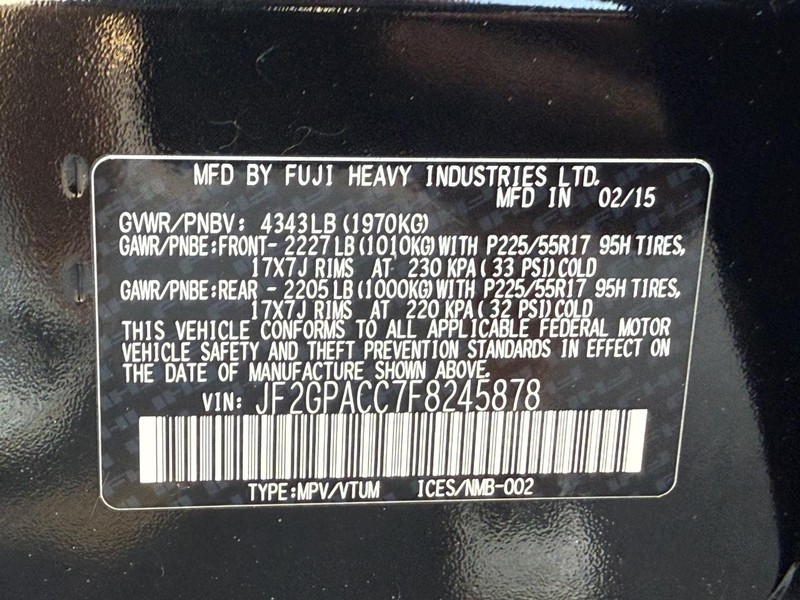 MFD BY FUJI HEAVY INDUSTRIES LTD.
MFD IN 02/15
GVWR/PNBV: 4343LB (1970KG)
GAWR/PNBE:FRONT- 2227 LB (1010KG) WITH P225/55R17 95H TIRES,
17X7J RIMS AT 230 KPA ( 33 PSI) COLD
GAWR/PNBE:REAR - 2205 LB (1000KG) WITH P225/55R17 95H TIRES,
17X7J RIMS AT 220 KPA ( 32 PSI) COLD
THIS VEHICLE CONFORMS TO ALL APPLICABLE FEDERAL MOTOR
VEHICLE SAFETY AND THEFT PREVENTION STANDARDS IN EFFECT ON
THE DATE OF MANUFACTURE SHOWN ABOVE.
VIN: JF2GPACC7F8245878
TYPE:MPV/VTUM ICES/NMB-002